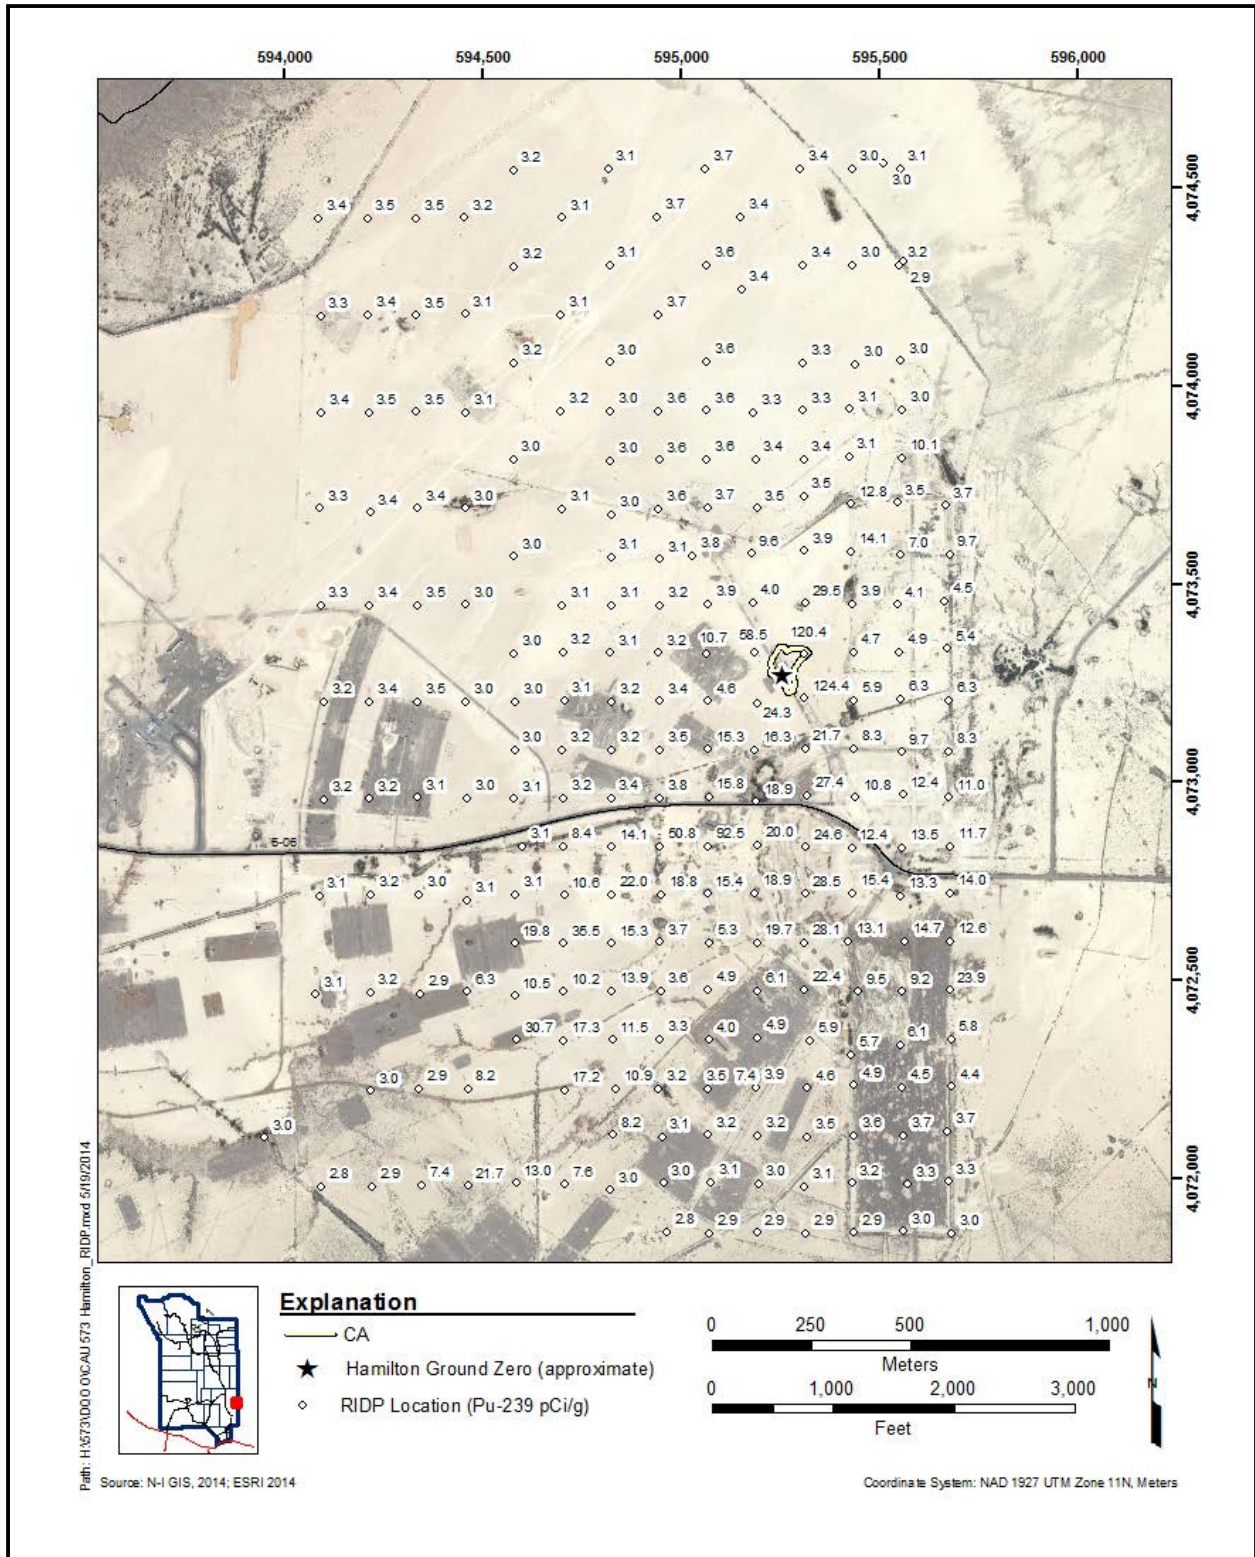 594,000 594,500 595,000 595,500 596,000
3.2 3.1 3.7 3.4 3.0 3.1
3.0
4,074,500
3.4 3.5 3.5 3.2 3.1 3.7 3.4
3.2 3.1 3.6 3.4 3.0 3.2
3.4 2.9
3.3 3.4 3.5 3.1 3.1 3.7
3.2 3.0 3.6 3.3 3.0 3.0
4,074,000
3.4 3.5 3.5 3.1 3.2 3.0 3.6 3.6 3.3 3.3 3.1 3.0
3.0 3.0 3.6 3.6 3.4 3.4 3.1 10.1
3.3 3.4 3.4 3.0 3.1 3.0 3.6 3.7 3.5 3.5 12.8 3.5 3.7
3.0 3.1 3.1 3.8 9.6 3.9 14.1 7.0 9.7
4,073,500
3.3 3.4 3.5 3.0 3.1 3.1 3.2 3.9 4.0 29.5 3.9 4.1 4.5
3.0 3.2 3.1 3.2 10.7 58.5 120.4 4.7 4.9 5.4
3.2 3.4 3.5 3.0 3.0 3.1 3.2 3.4 4.6 24.3 124.4 5.9 6.3 6.3
3.0 3.2 3.2 3.5 15.3 16.3 21.7 8.3 9.7 8.3
4,073,000
3.2 3.2 3.1 3.0 3.1 3.2 3.4 3.8 15.8 18.9 27.4 10.8 12.4 11.0
5-06
3.1 8.4 14.1 50.8 92.5 20.0 24.6 12.4 13.5 11.7
3.1 3.2 3.0 3.1 3.1 10.6 22.0 18.8 15.4 18.9 28.5 15.4 13.3 14.0
19.8 35.5 15.3 3.7 5.3 19.7 28.1 13.1 14.7 12.6
4,072,500
3.1 3.2 2.9 6.3 10.5 10.2 13.9 3.6 4.9 6.1 22.4 9.5 9.2 23.9
30.7 17.3 11.5 3.3 4.0 4.9 5.9 5.7 6.1 5.8
3.0 2.9 8.2 17.2 10.9 3.2 3.5 7.4 3.9 4.6 4.9 4.5 4.4
3.0 8.2 3.1 3.2 3.2 3.5 3.6 3.7 3.7
4,072,000
2.8 2.9 7.4 21.7 13.0 7.6 3.0 3.0 3.1 3.0 3.1 3.2 3.3 3.3
2.8 2.9 2.9 2.9 2.9 3.0 3.0
Explanation
CA
Hamilton Ground Zero (approximate)
RIDP Location (Pu-239 pCi/g)
0 250 500 1,000
Meters
0 1,000 2,000 3,000
Feet
N
Source: N-I GIS, 2014; ESRI 2014
Coordinate System: NAD 1927 UTM Zone 11N, Meters